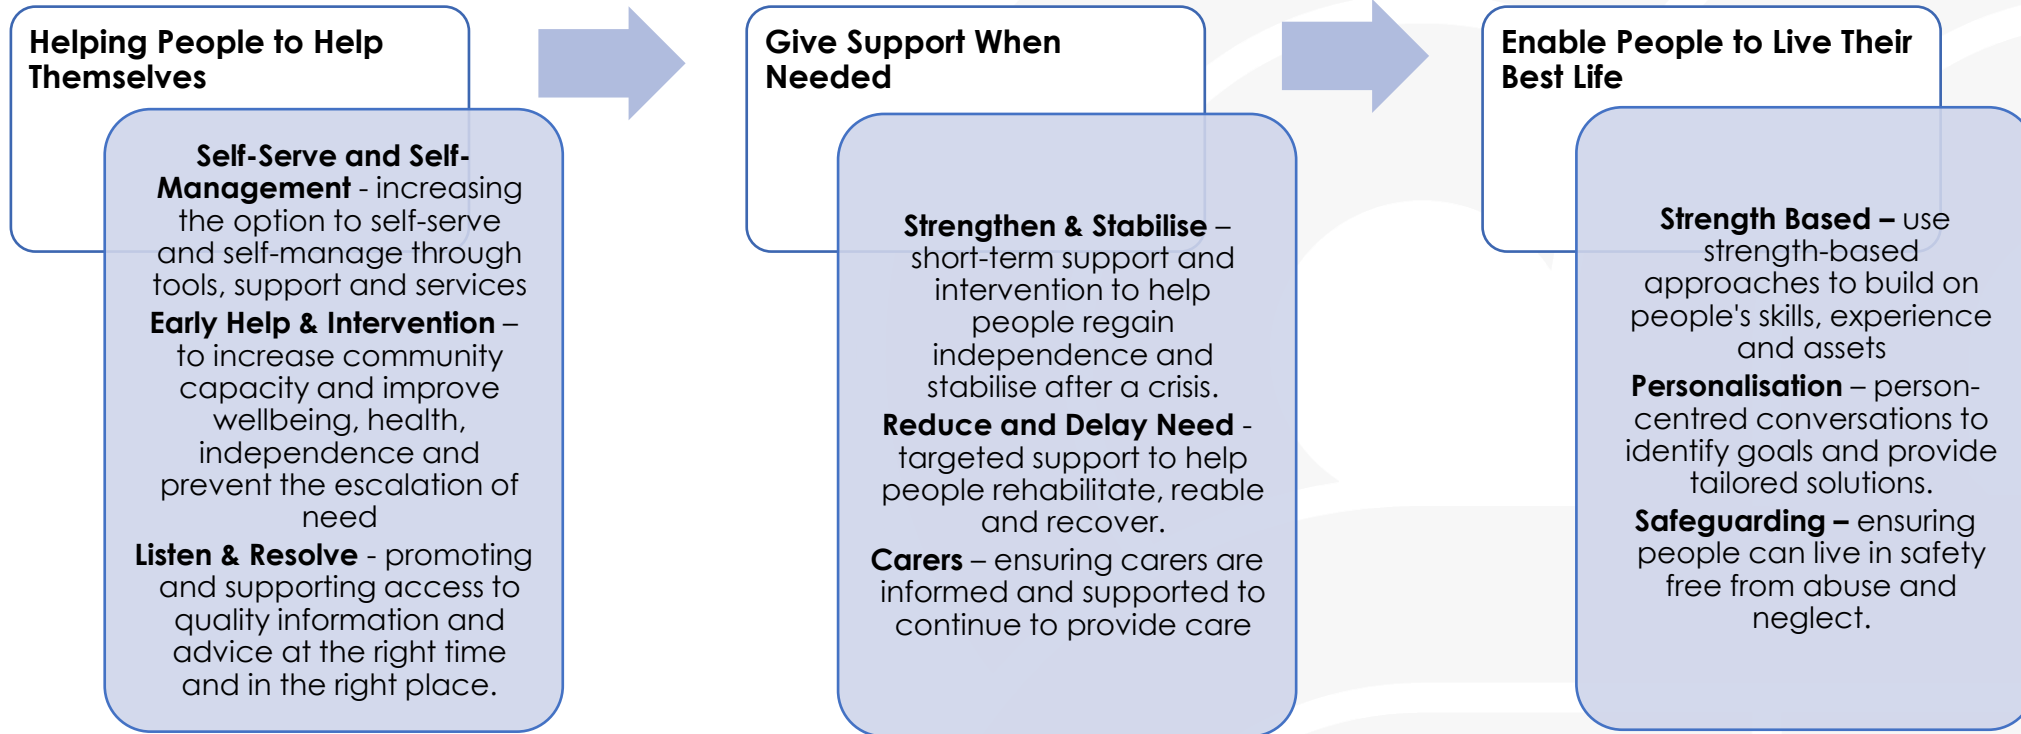 Helping People to Help
Themselves
Self-Serve and Self-
Management - increasing
the option to self-serve
and self-manage through
tools, support and services
Early Help & Intervention –
to increase community
capacity and improve
wellbeing, health,
independence and
prevent the escalation of
need
Listen & Resolve - promoting
and supporting access to
quality information and
advice at the right time
and in the right place.
Give Support When
Needed
Strengthen & Stabilise –
short-term support and
intervention to help
people regain
independence and
stabilise after a crisis.
Reduce and Delay Need -
targeted support to help
people rehabilitate, reable
and recover.
Carers – ensuring carers are
informed and supported to
continue to provide care
Enable People to Live Their
Best Life
Strength Based – use
strength-based
approaches to build on
people's skills, experience
and assets
Personalisation – person-
centred conversations to
identify goals and provide
tailored solutions.
Safeguarding – ensuring
people can live in safety
free from abuse and
neglect.